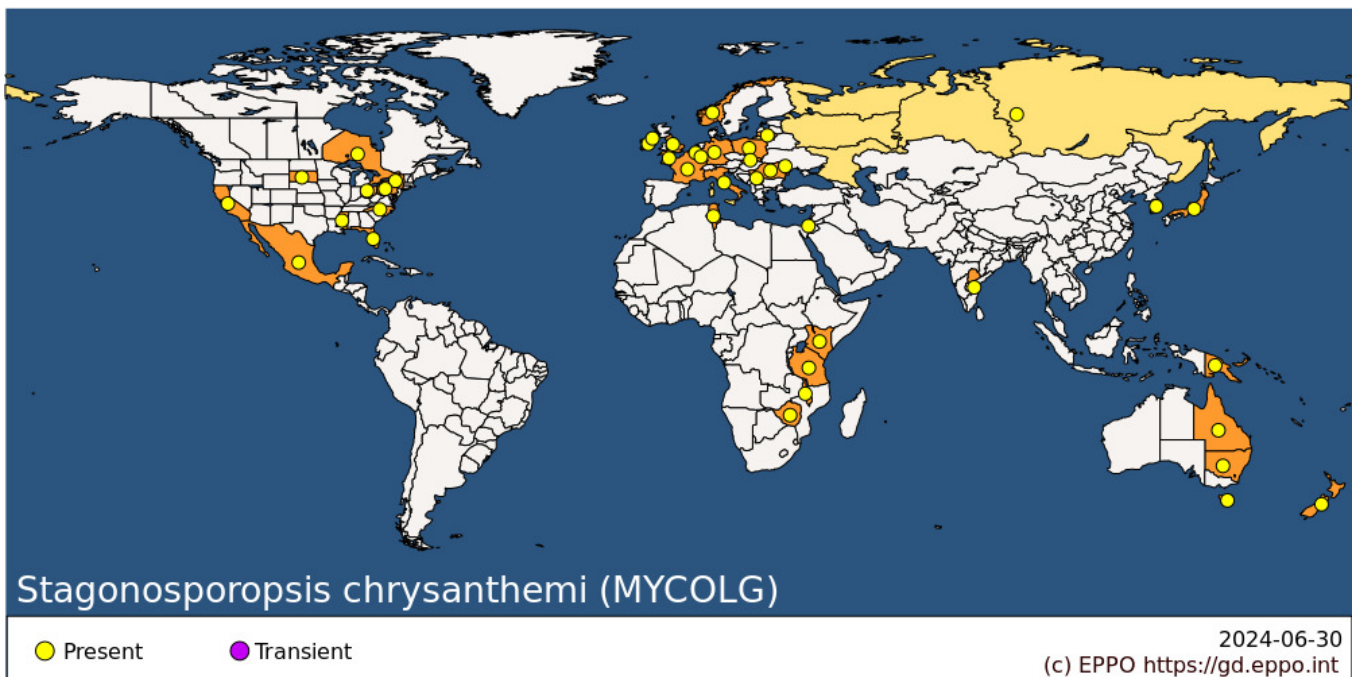 Stagonosporopsis chrysanthemi (MYCOLG)
Present
Transient
2024-06-30
(c) EPPO https://gd.eppo.int